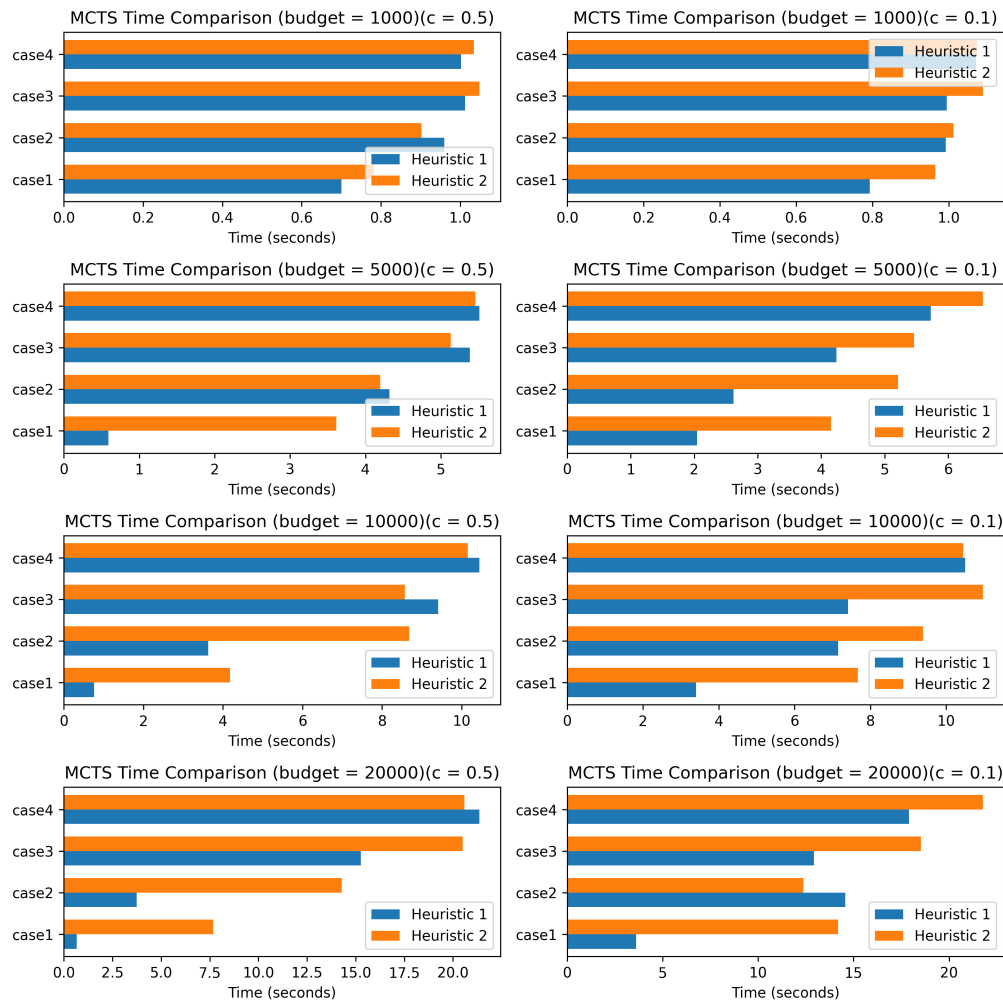 MCTS Time Comparison (budget = 1000)(c = 0.5)
case4
case3
case2
case1
Heuristic 1
Heuristic 2
0.0 0.2 0.4 0.6 0.8 1.0
Time (seconds)
MCTS Time Comparison (budget = 1000)(c = 0.1)
case4
case3
case2
case1
Heuristic 1
Heuristic 2
0.0 0.2 0.4 0.6 0.8 1.0
Time (seconds)
MCTS Time Comparison (budget = 5000)(c = 0.5)
case4
case3
case2
case1
Heuristic 1
Heuristic 2
0 1 2 3 4 5
Time (seconds)
MCTS Time Comparison (budget = 5000)(c = 0.1)
case4
case3
case2
case1
Heuristic 1
Heuristic 2
0 1 2 3 4 5 6
Time (seconds)
MCTS Time Comparison (budget = 10000)(c = 0.5)
case4
case3
case2
case1
Heuristic 1
Heuristic 2
0 2 4 6 8 10
Time (seconds)
MCTS Time Comparison (budget = 10000)(c = 0.1)
case4
case3
case2
case1
Heuristic 1
Heuristic 2
0 2 4 6 8 10
Time (seconds)
MCTS Time Comparison (budget = 20000)(c = 0.5)
case4
case3
case2
case1
Heuristic 1
Heuristic 2
0.0 2.5 5.0 7.5 10.0 12.5 15.0 17.5 20.0
Time (seconds)
MCTS Time Comparison (budget = 20000)(c = 0.1)
case4
case3
case2
case1
Heuristic 1
Heuristic 2
0 5 10 15 20
Time (seconds)